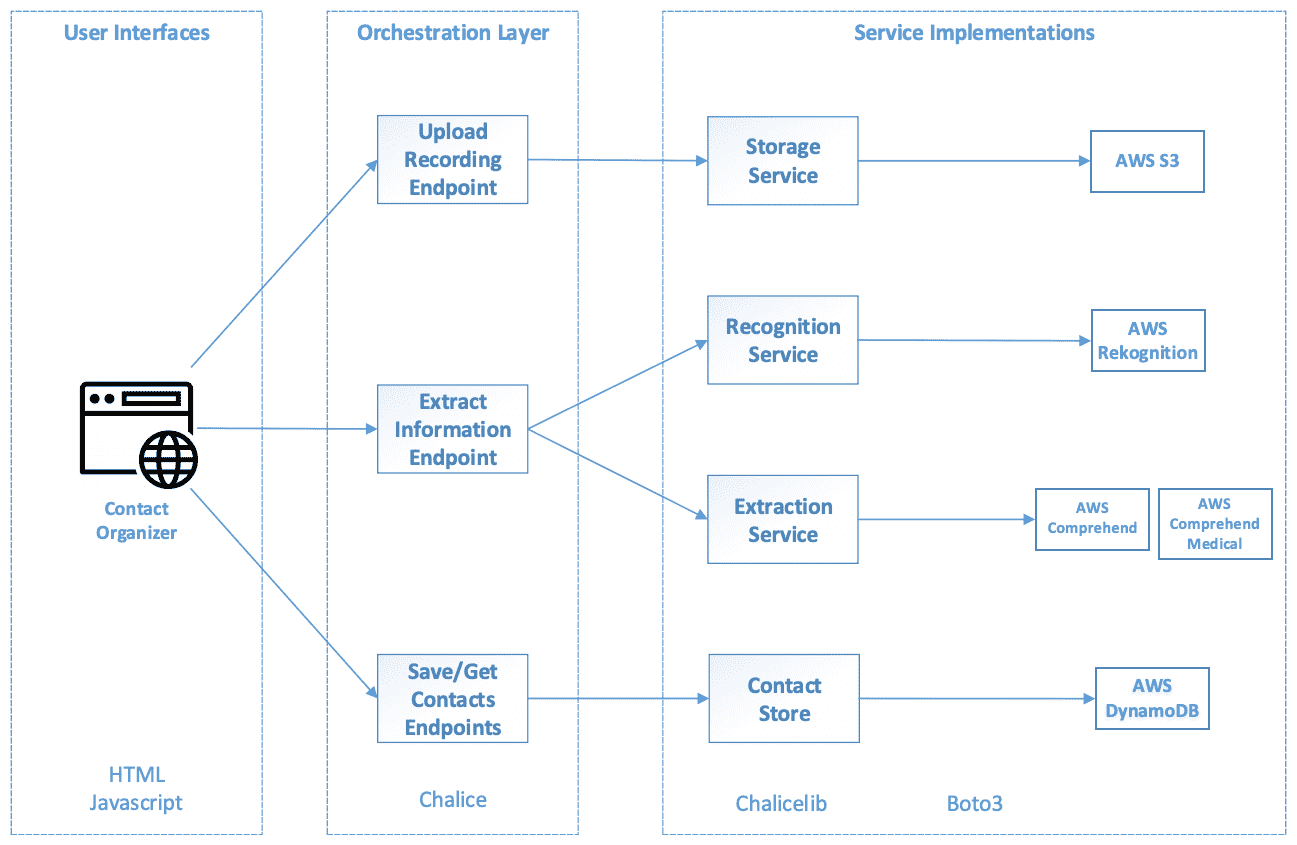 User Interfaces
Orchestration Layer
Service Implementations
Upload
Recording
Endpoint
Storage
Service
AWS S3
Recognition
Service
AWS
Rekognition
Extract
Information
Endpoint
Contact
Organizer
Extraction
Service
AWS
Comprehend
AWS
Comprehend
Medical
Save/Get
Contacts
Endpoints
Contact
Store
AWS
DynamoDB
HTML
Javascript
Chalice
Chalicelib
Boto3